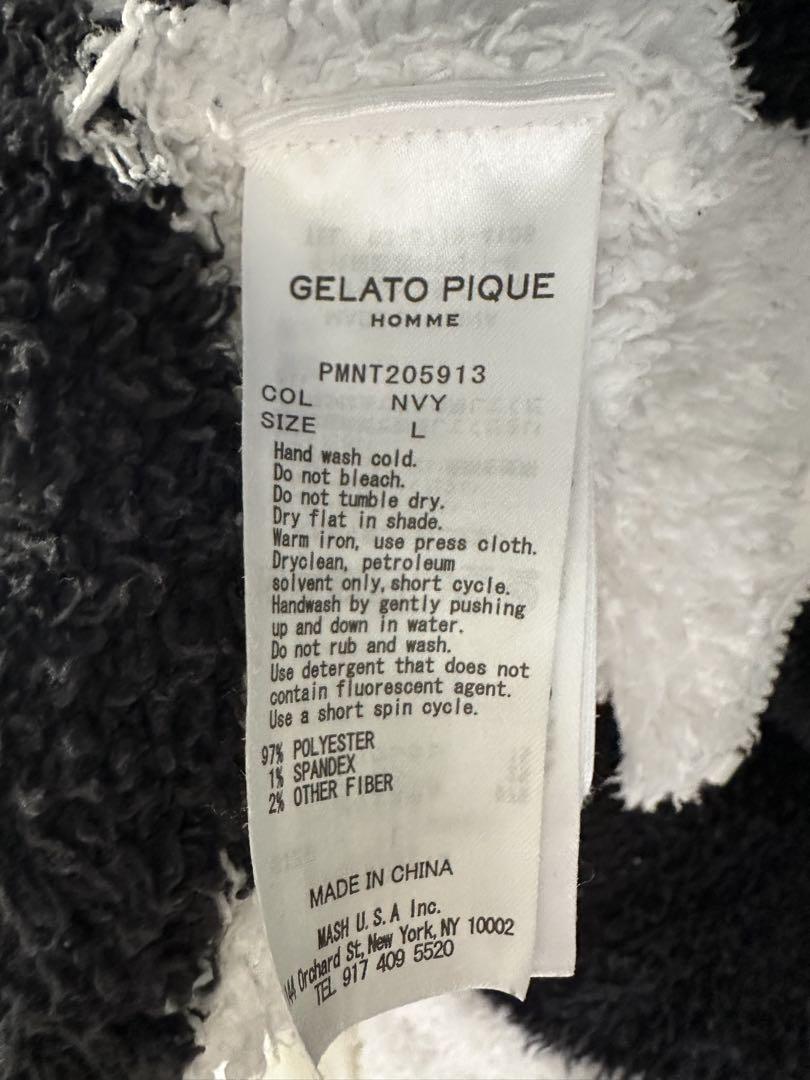 GELATO PIQUE
HOMME
PMNT205913
COL NVY
SIZE L
Hand wash cold.
Do not bleach.
Do not tumble dry.
Dry flat in shade.
Warm iron, use press cloth.
Dryclean, petroleum
solvent only, short cycle.
Handwash by gently pushing
up and down in water.
Do not rub and wash.
Use detergent that does not
contain fluorescent agent.
Use a short spin cycle.
97% POLYESTER
1% SPANDEX
2% OTHER FIBER
MADE IN CHINA
MASH U.S.A Inc.
Orchard St, New York, NY 10002
TEL 917 409 5520